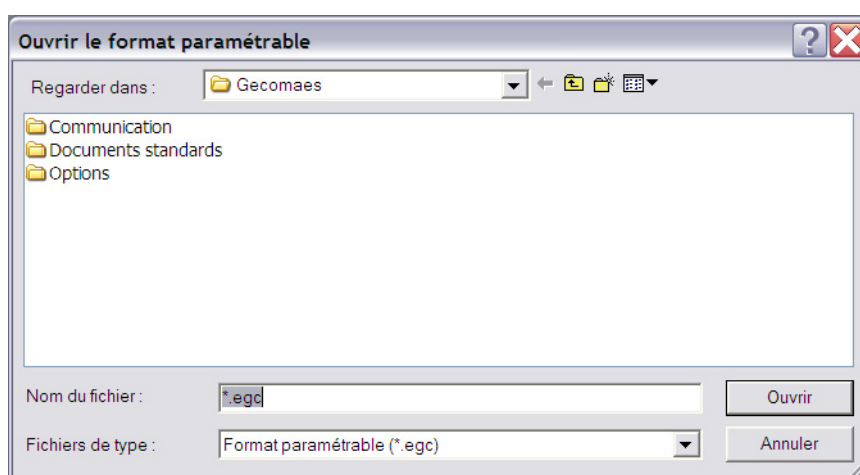 Ouvrir le format paramétrable
Regarder dans :
Gecomaes
Communication
Documents standards
Options
Nom du fichier :
*.egc
Ouvrir
Fichiers de type :
Format paramétrable (*.egc)
Annuler